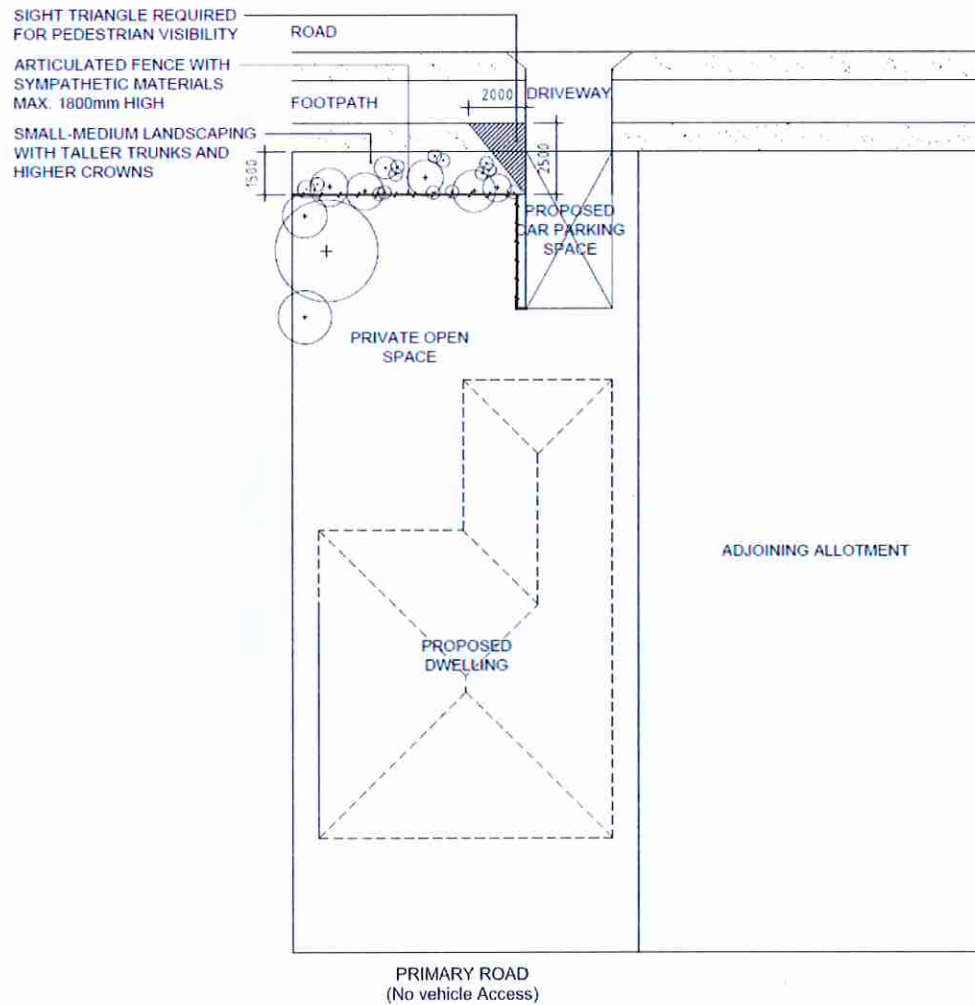 SIGHT TRIANGLE REQUIRED
FOR PEDESTRIAN VISIBILITY
ROAD
ARTICULATED FENCE WITH
SYMPATHETIC MATERIALS
MAX. 1800mm HIGH
2000
DRIVEWAY
FOOTPATH
SMALL-MEDIUM LANDSCAPING
WITH TALLER TRUNKS AND
HIGHER CROWNS
1500
2500
PROPOSED
CAR PARKING
SPACE
PRIVATE OPEN
SPACE
ADJOINING ALLOTMENT
PROPOSED
DWELLING
PRIMARY ROAD
(No vehicle Access)